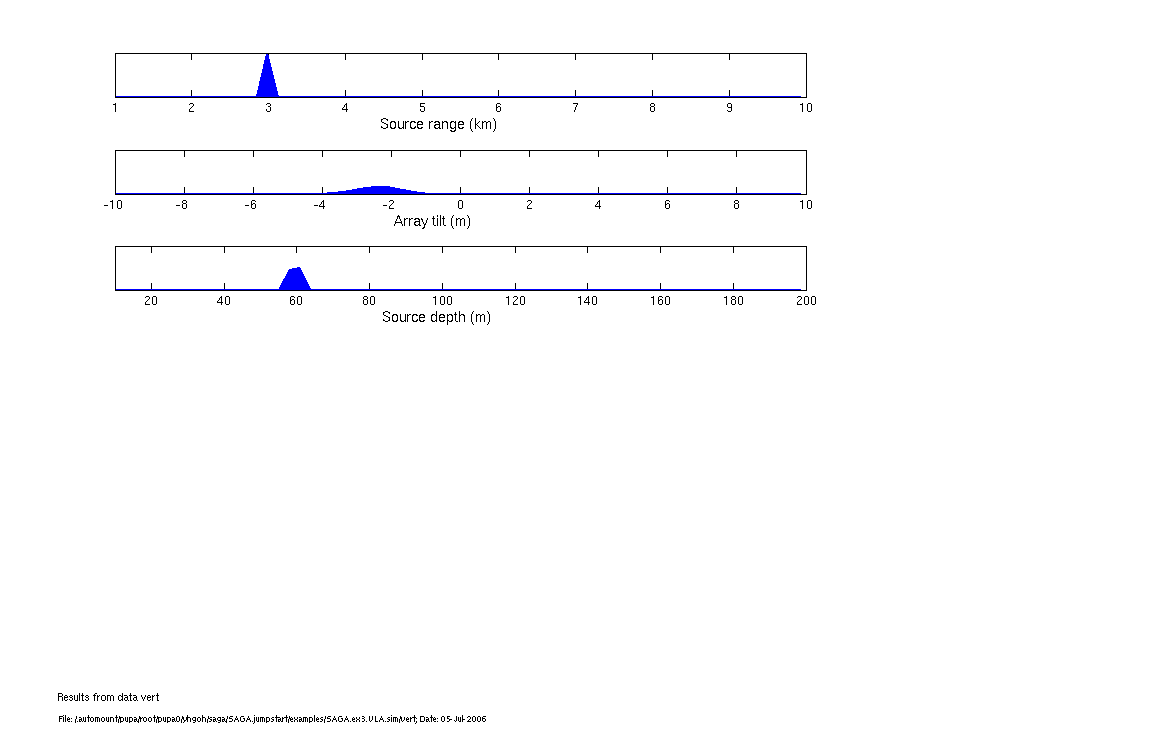 1 2 3 4 5 6 7 8 9 10
Source range (km)
-10 -8 -6 -4 -2 0 2 4 6 8 10
Array tilt (m)
20 40 60 80 100 120 140 160 180 200
Source depth (m)
Results from data vert
File: /.automount/pupa/root/pupa0/vhgoh/saga/SAGA.jumpstart/examples/SAGA.ex3.VLA.sim/vert; Date: 05-Jul-2006